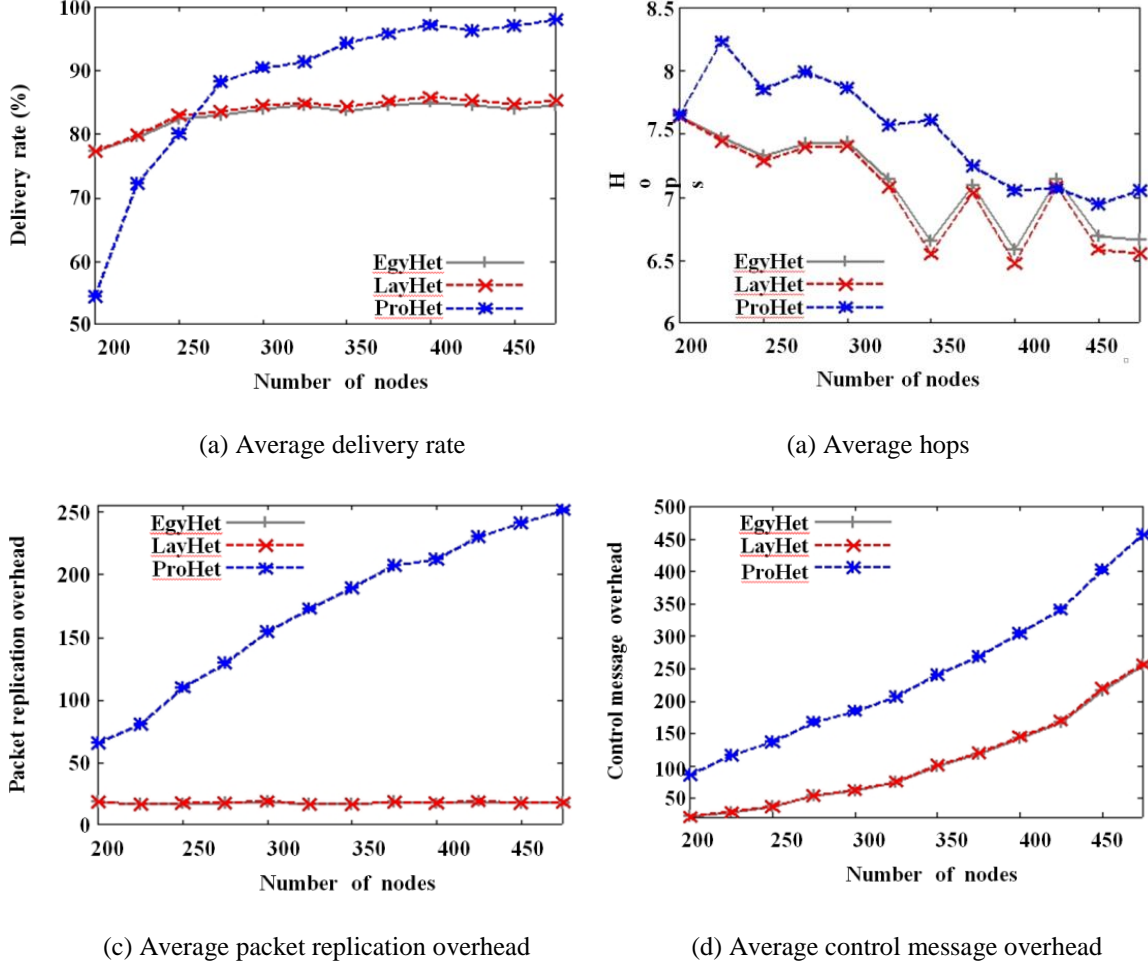 100
90
80
70
60
50
Delivery rate (%)
EgyHet
LayHet
ProHet
200 250 300 350 400 450
Number of nodes
(a) Average delivery rate
8.5
8
7.5
7
6.5
6
H o p s
EgyHet
LayHet
ProHet
200 250 300 350 400 450
Number of nodes
(a) Average hops
250
200
150
100
50
0
Packet replication overhead
EgyHet
LayHet
ProHet
200 250 300 350 400 450
Number of nodes
(c) Average packet replication overhead
500
450
400
350
300
250
200
150
100
50
Control message overhead
EgyHet
LayHet
ProHet
200 250 300 350 400 450
Number of nodes
(d) Average control message overhead